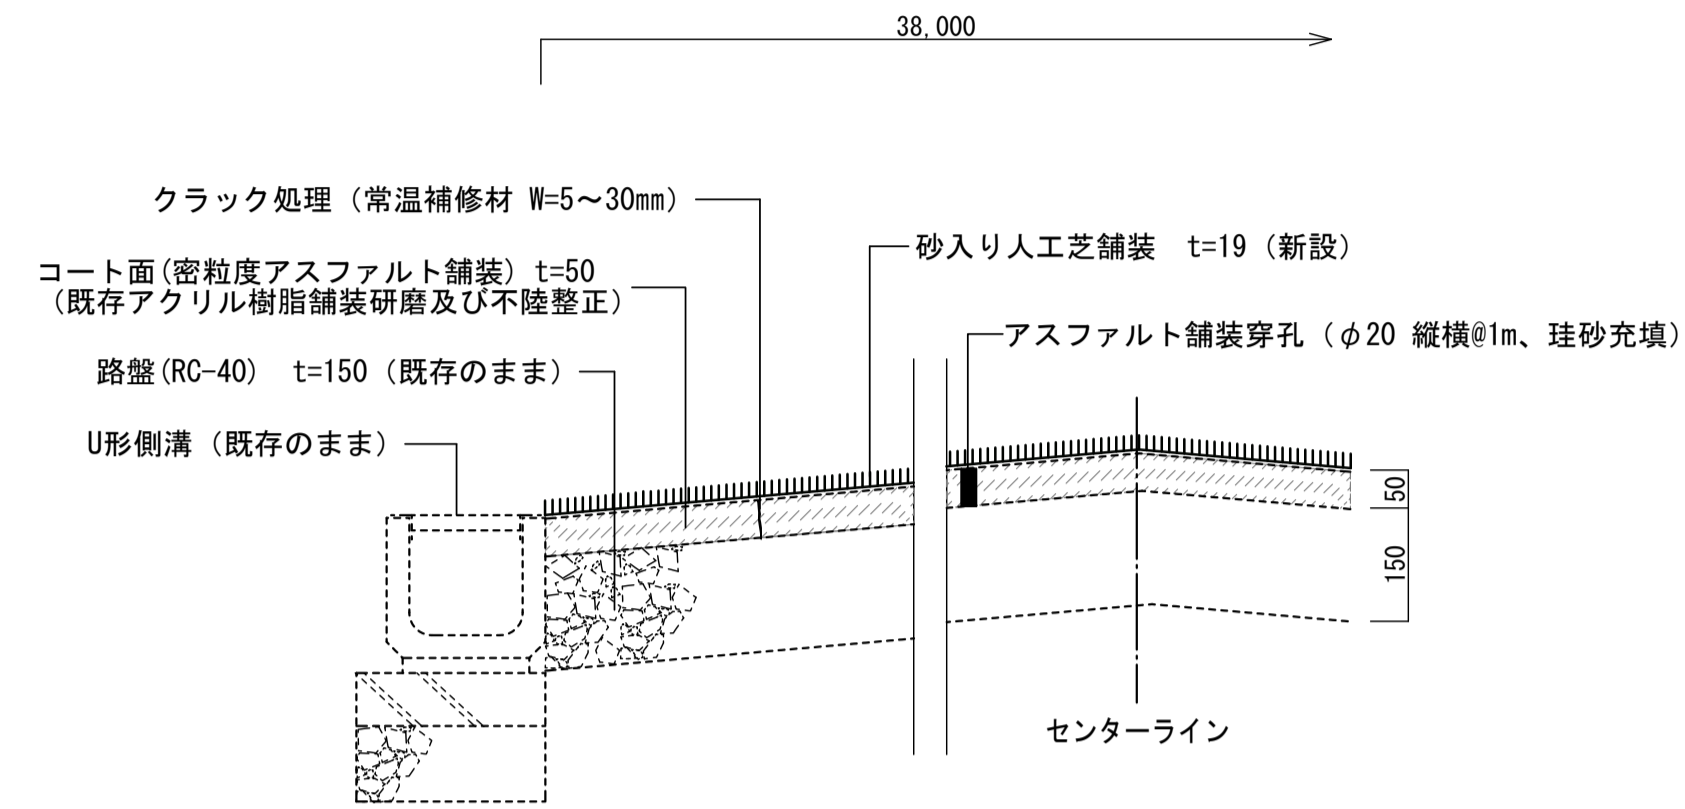 38,000
クラック処理（常温補修材 W=5～30mm）
砂入り人工芝舗装　t=19（新設）
コート面(密粒度アスファルト舗装）t=50
（既存アクリル樹脂舗装研磨及び不陸整正）
アスファルト舗装穿孔（φ20 縦横@1m、珪砂充填）
路盤(RC-40)　t=150（既存のまま）
U形側溝（既存のまま）
50
150
センターライン